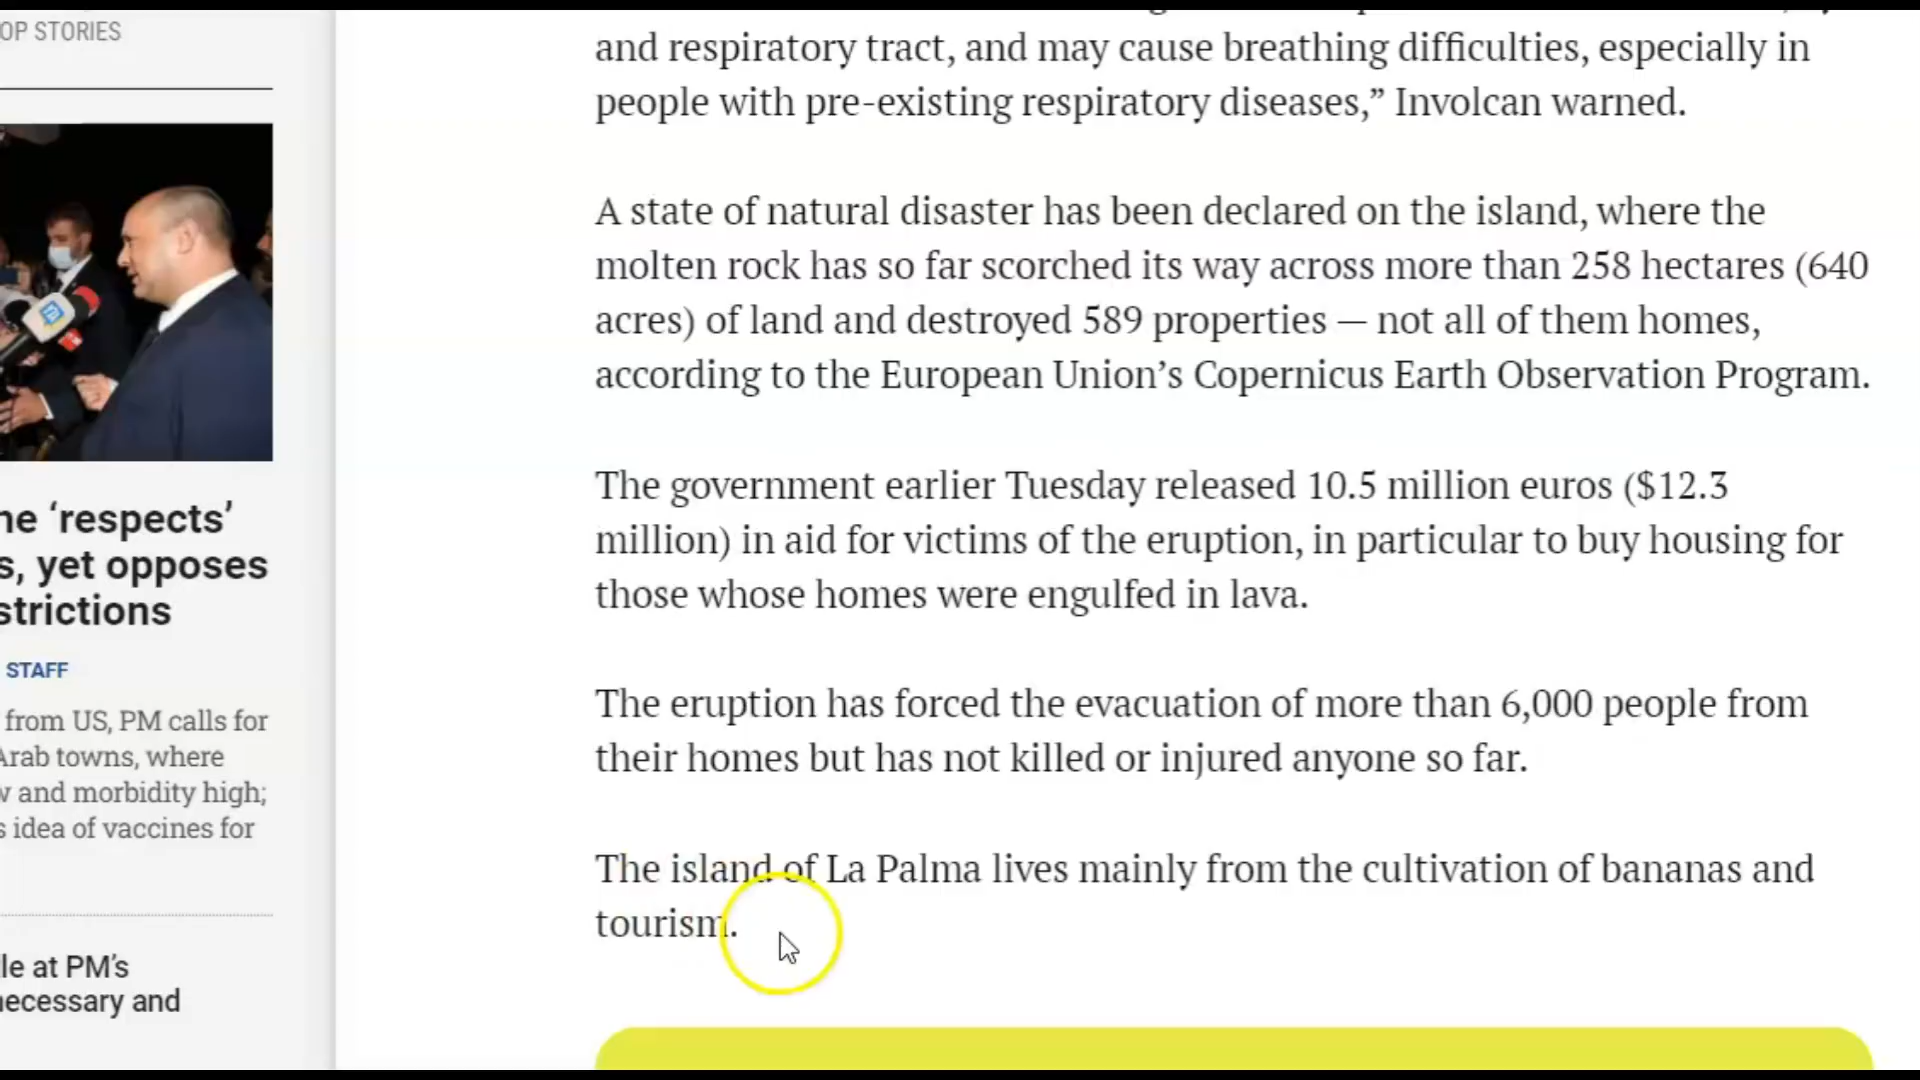 OP STORIES
‘respects’
yet opposes
STAFF
from US, PM calls for
Arab towns, where
and morbidity high;
idea of vaccines for
at PM’s
and
and respiratory tract, and may cause breathing difficulties, especially in
people with pre-existing respiratory diseases,” Involcan warned.
A state of natural disaster has been declared on the island, where the
molten rock has so far scorched its way across more than 258 hectares (640
acres) of land and destroyed 589 properties — not all of them homes,
according to the European Union’s Copernicus Earth Observation Program.
The government earlier Tuesday released 10.5 million euros ($12.3
million) in aid for victims of the eruption, in particular to buy housing for
those whose homes were engulfed in lava.
The eruption has forced the evacuation of more than 6,000 people from
their homes but has not killed or injured anyone so far.
The island of La Palma lives mainly from the cultivation of bananas and
tourism.